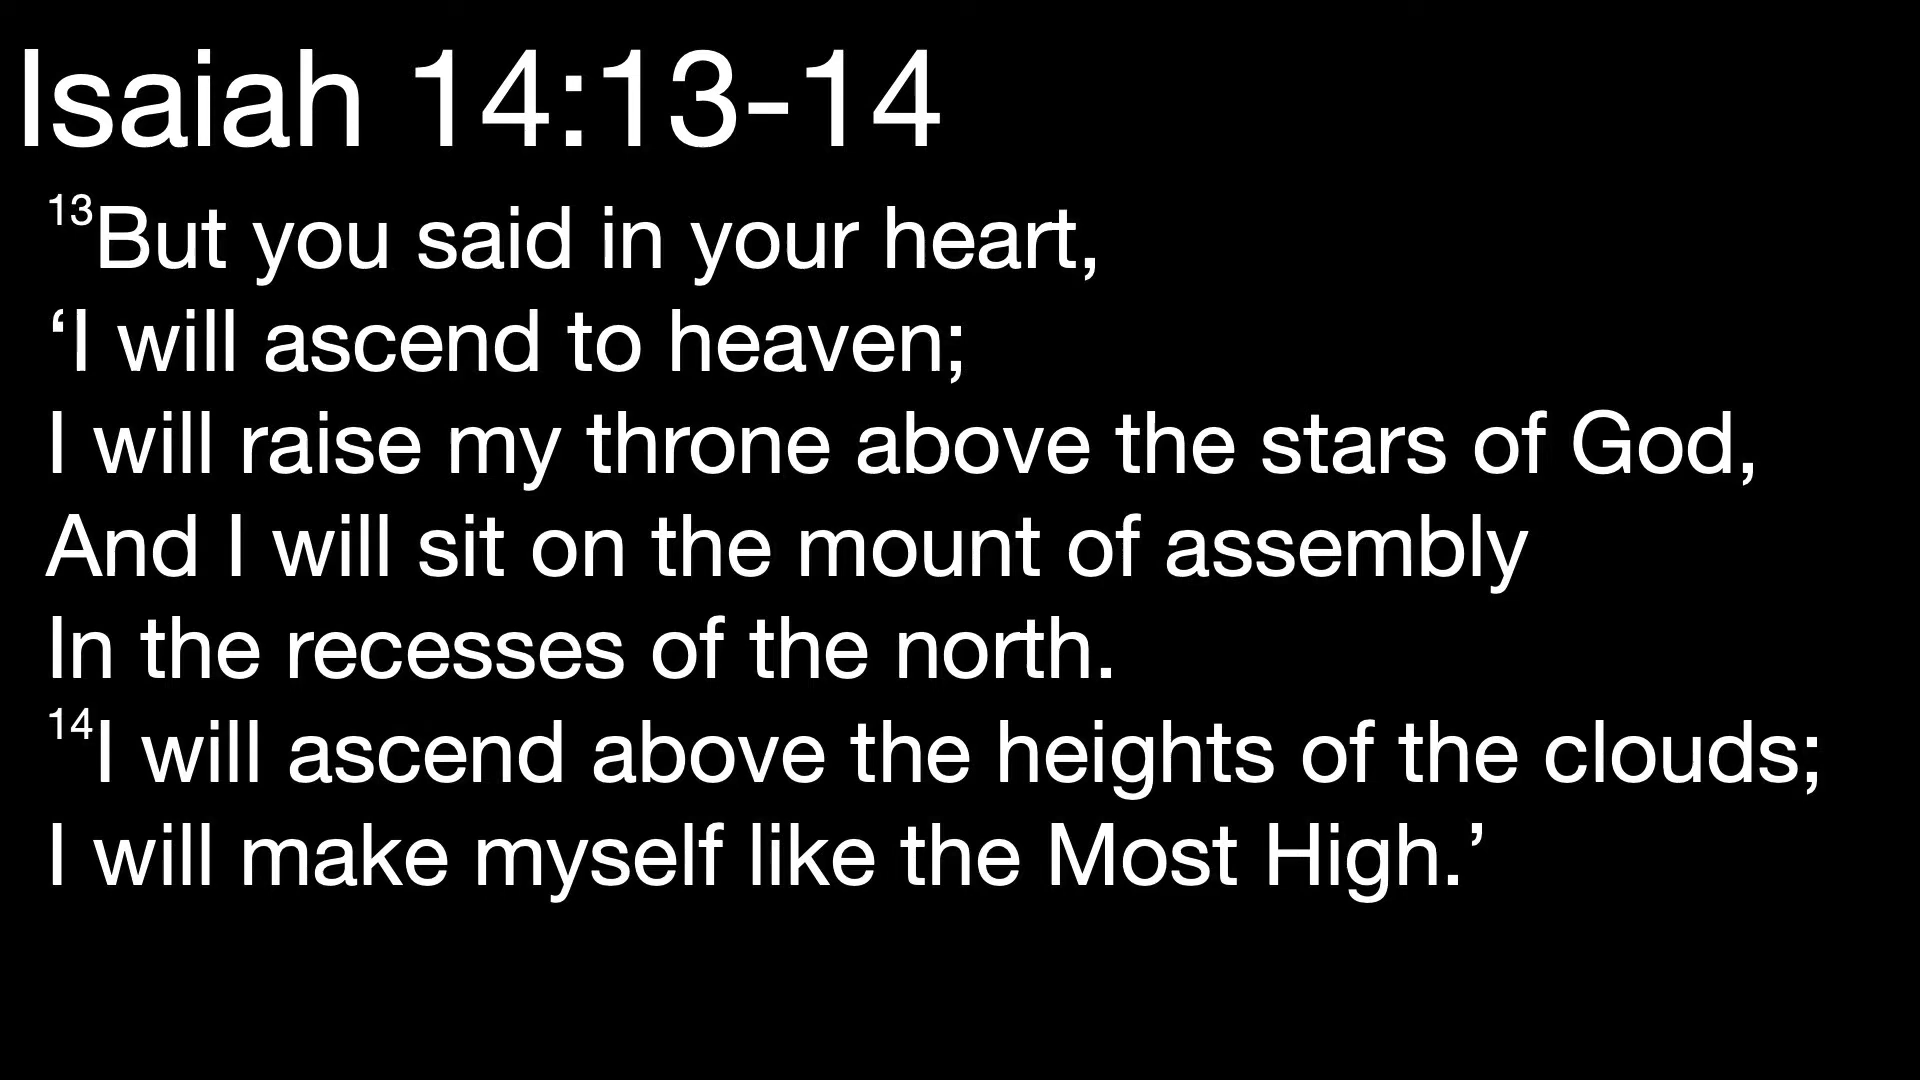 Isaiah 14:13-14
13But you said in your heart,
‘I will ascend to heaven;
I will raise my throne above the stars of God,
And I will sit on the mount of assembly
In the recesses of the north.
14I will ascend above the heights of the clouds;
I will make myself like the Most High.’